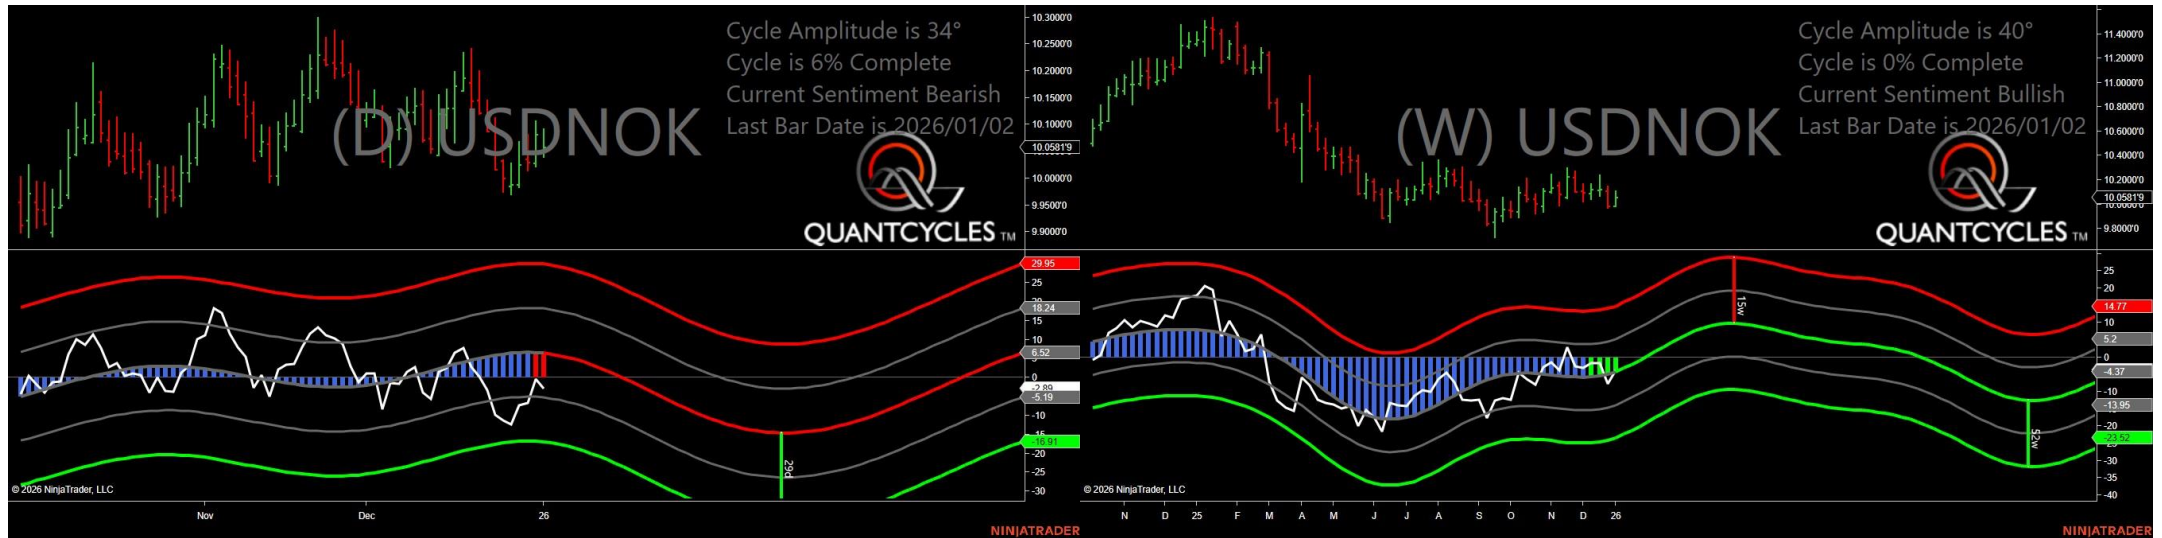 Cycle Amplitude is 34°
Cycle is 6% Complete
Current Sentiment Bearish
Last Bar Date is 2026/01/02
(D) USDNOK
QUANTCYCLES TM
10.3000'0
10.2500'0
10.2000'0
10.1500'0
10.1000'0
10.0581'9
10.0000'0
9.9500'0
9.9000'0
29.95
25
18.24
15
10
6.52
0
-2.89
-5.19
-10
-15
-16.91
-20
-25
-30
29d
© 2026 NinjaTrader, LLC
Nov Dec 26
NINJATRADER
Cycle Amplitude is 40°
Cycle is 0% Complete
Current Sentiment Bullish
Last Bar Date is 2026/01/02
(W) USDNOK
QUANTCYCLES TM
11.4000'0
11.2000'0
11.0000'0
10.8000'0
10.6000'0
10.4000'0
10.2000'0
10.0581'9
10.0000'0
9.8000'0
25
20
14.77
10
5.2
0
-4.37
-10
-13.95
-20
-23.52
-30
-35
-40
15w
52w
© 2026 NinjaTrader, LLC
N D 25 F M A M J J A S O N D 26
NINJATRADER